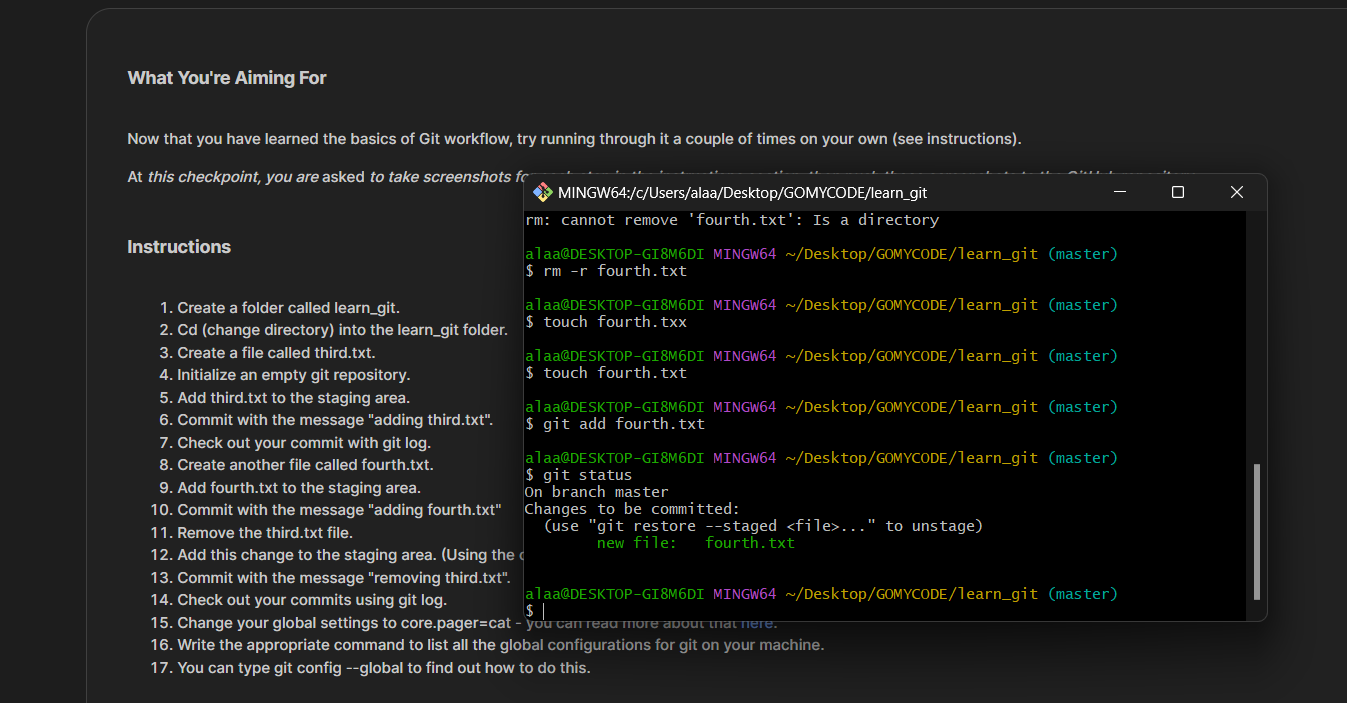 What You're Aiming For
Now that you have learned the basics of Git workflow, try running through it a couple of times on your own (see instructions).
At this checkpoint, you are asked to take screenshots
Instructions
1. Create a folder called learn_git.
2. Cd (change directory) into the learn_git folder.
3. Create a file called third.txt.
4. Initialize an empty git repository.
5. Add third.txt to the staging area.
6. Commit with the message "adding third.txt".
7. Check out your commit with git log.
8. Create another file called fourth.txt.
9. Add fourth.txt to the staging area.
10. Commit with the message "adding fourth.txt"
11. Remove the third.txt file.
12. Add this change to the staging area. (Using the
13. Commit with the message "removing third.txt".
14. Check out your commits using git log.
15. Change your global settings to core.pager=cat - you can read more about that here.
16. Write the appropriate command to list all the global configurations for git on your machine.
17. You can type git config --global to find out how to do this.
MINGW64:/c/Users/alaa/Desktop/GOMYCODE/learn_git
rm: cannot remove 'fourth.txt': Is a directory
alaa@DESKTOP-GI8M6DI MINGW64 ~/Desktop/GOMYCODE/learn_git (master)
$ rm -r fourth.txt
alaa@DESKTOP-GI8M6DI MINGW64 ~/Desktop/GOMYCODE/learn_git (master)
$ touch fourth.txx
alaa@DESKTOP-GI8M6DI MINGW64 ~/Desktop/GOMYCODE/learn_git (master)
$ touch fourth.txt
alaa@DESKTOP-GI8M6DI MINGW64 ~/Desktop/GOMYCODE/learn_git (master)
$ git add fourth.txt
alaa@DESKTOP-GI8M6DI MINGW64 ~/Desktop/GOMYCODE/learn_git (master)
$ git status
On branch master
Changes to be committed:
(use "git restore --staged <file>..." to unstage)
new file: fourth.txt
alaa@DESKTOP-GI8M6DI MINGW64 ~/Desktop/GOMYCODE/learn_git (master)
$